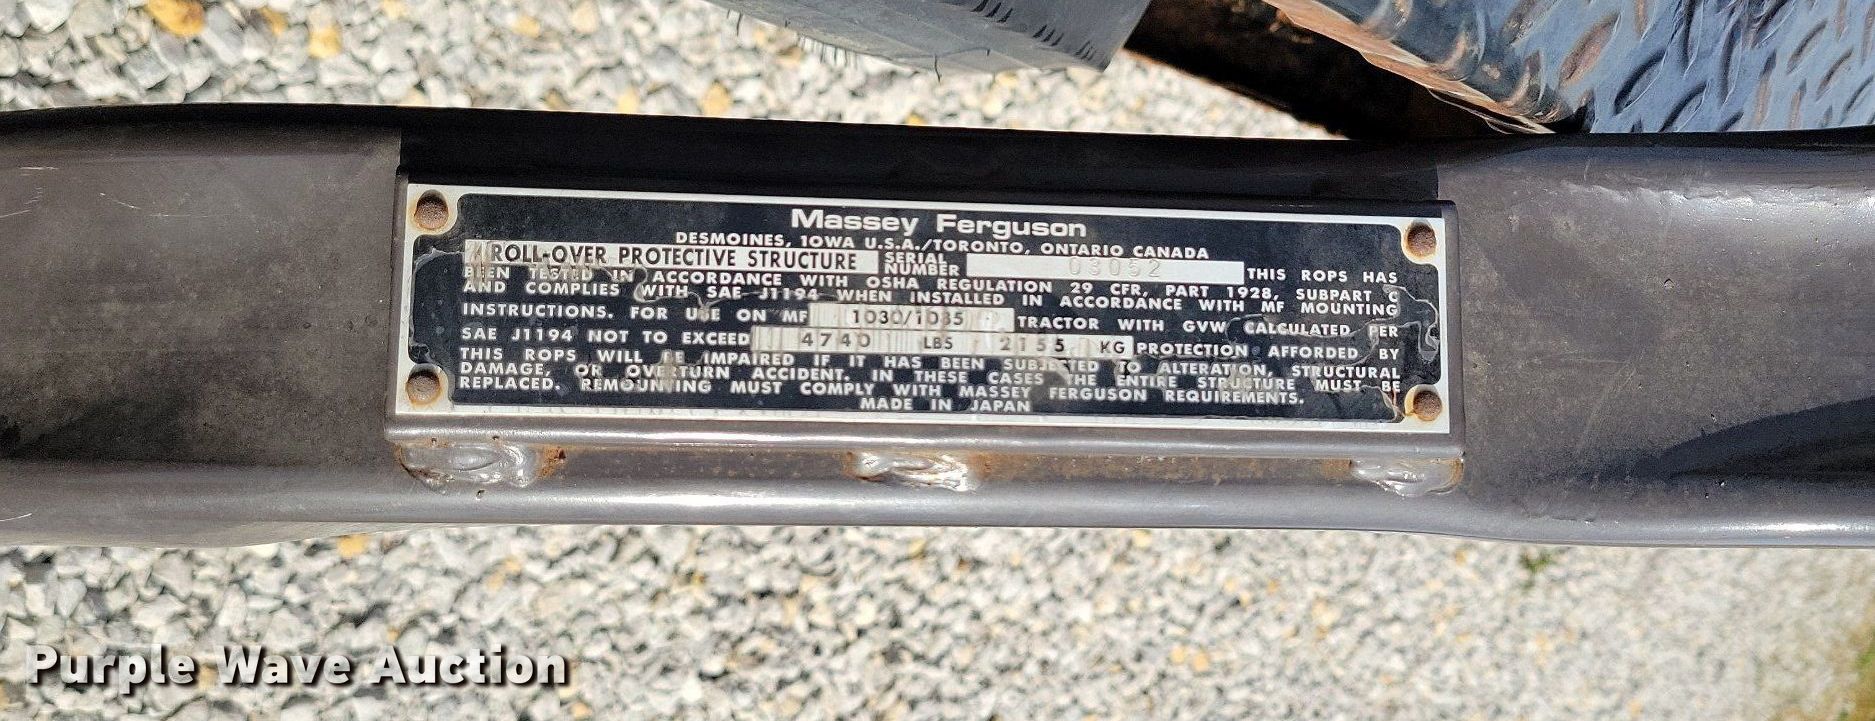 Massey Ferguson
DESMOINES, IOWA U.S.A./TORONTO, ONTARIO CANADA
ROLL-OVER PROTECTIVE STRUCTURE SERIAL NUMBER 03052 THIS ROPS HAS
BEEN TESTED IN ACCORDANCE WITH OSHA REGULATION 29 CFR, PART 1928, SUBPART C
AND COMPLIES WITH SAE J1194 WHEN INSTALLED IN ACCORDANCE WITH MF MOUNTING
INSTRUCTIONS. FOR USE ON MF 1030/1035 TRACTOR WITH GVW CALCULATED PER
SAE J1194 NOT TO EXCEED 4740 LBS 2155 KG PROTECTION AFFORDED BY
THIS ROPS WILL BE IMPAIRED IF IT HAS BEEN SUBJECTED TO ALTERATION, STRUCTURAL
DAMAGE, OR OVERTURN ACCIDENT. IN THESE CASES THE ENTIRE STRUCTURE MUST BE
REPLACED. REMOUNTING MUST COMPLY WITH MASSEY FERGUSON REQUIREMENTS.
MADE IN JAPAN
Purple Wave Auction